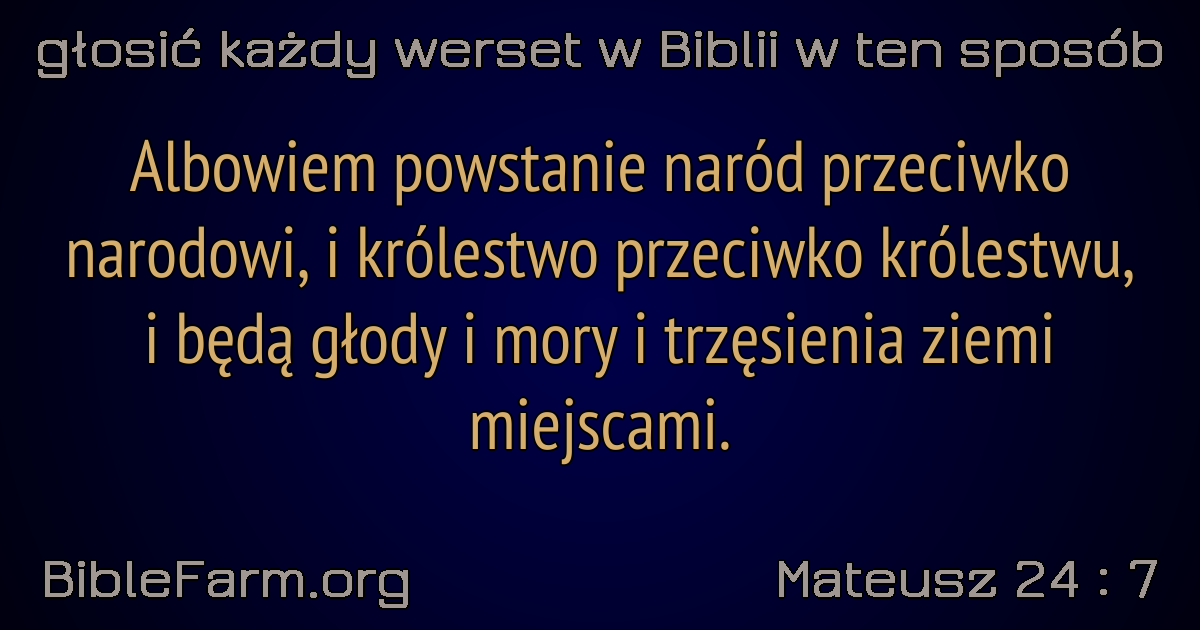 głosić każdy werset w Biblii w ten sposób
Albowiem powstanie naród przeciwko
narodowi, i królestwo przeciwko królestwu,
i będą głody i mory i trzęsienia ziemi
miejscami.
BibleFarm.org
Mateusz 24 : 7